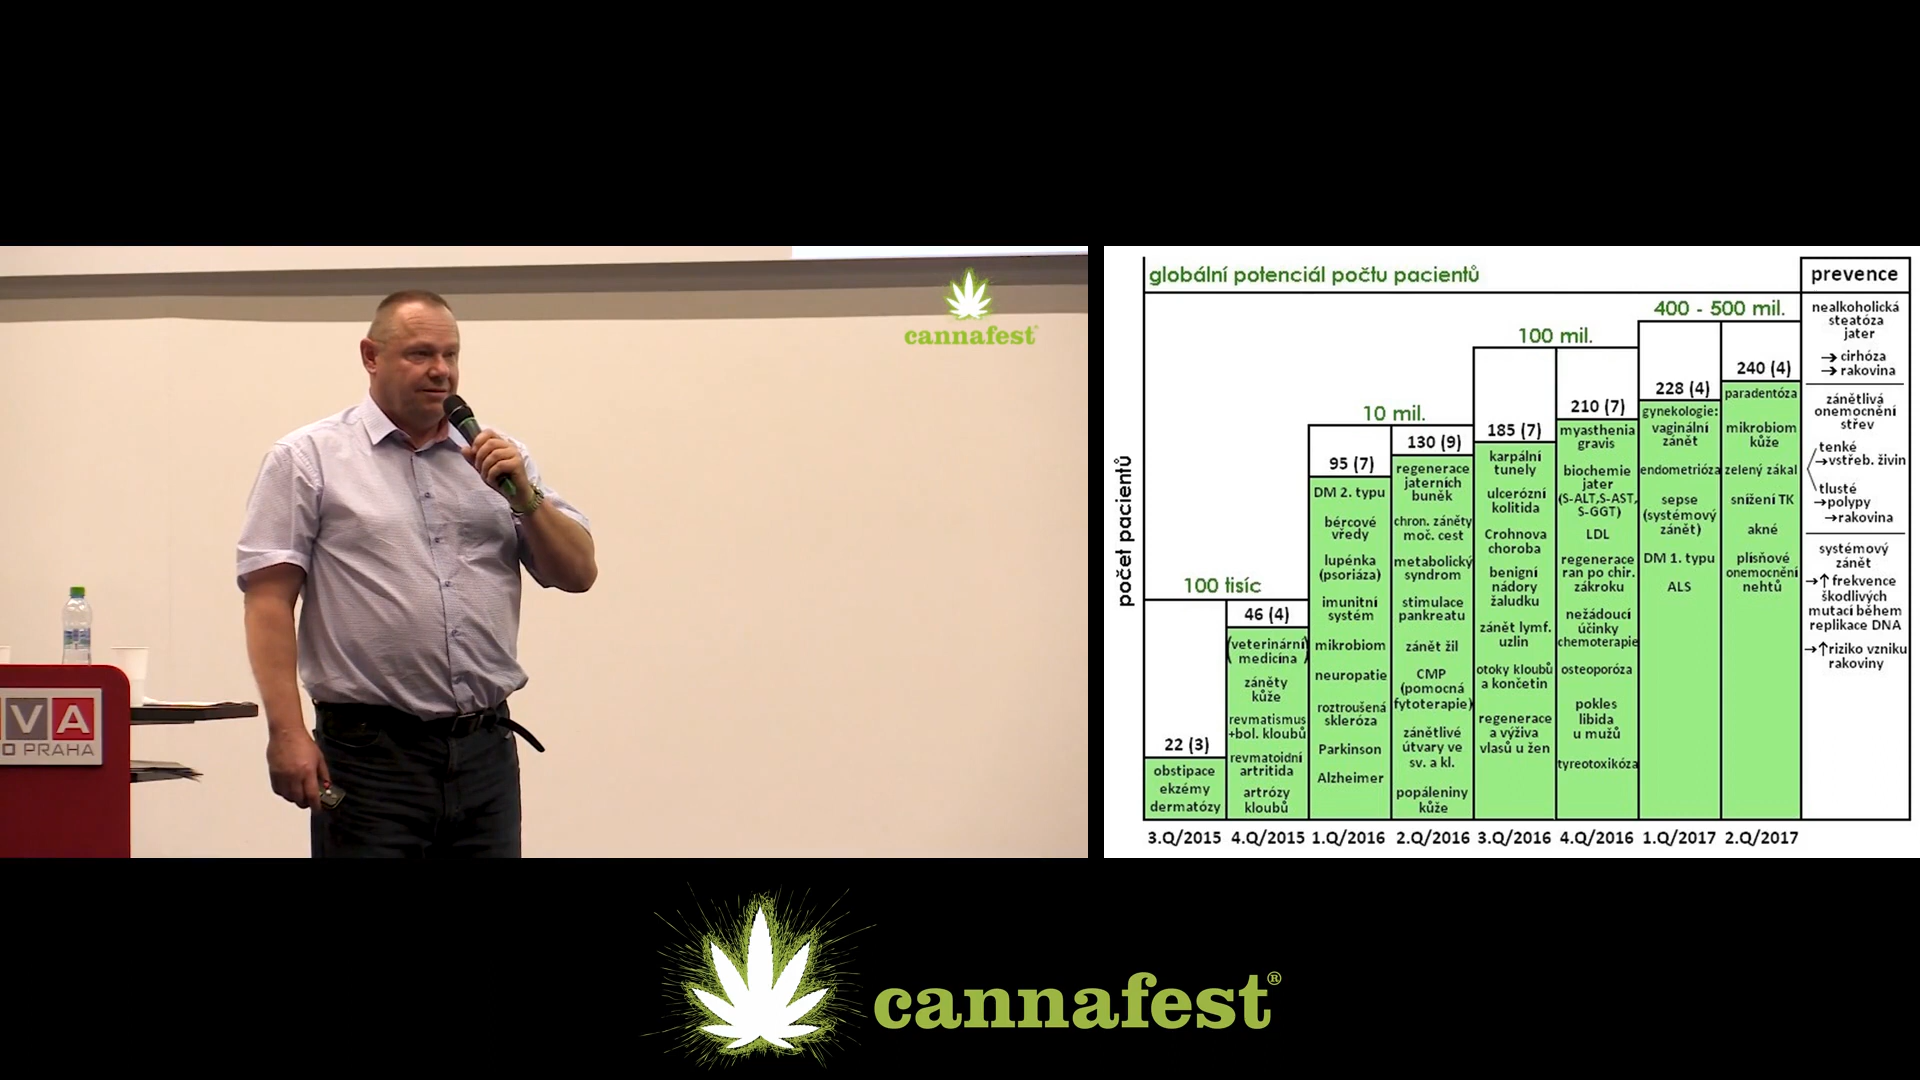 cannafest
VA
O PRAHA
globální potenciál počtu pacientů
prevence
počet pacientů
100 tisíc
10 mil.
100 mil.
400 - 500 mil.
22 (3)
obstipace
ekzémy
dermatózy
3.Q/2015
46 (4)
(veterinární
medicína)
záněty
kůže
revmatismus
+bol. kloubů
revmatoidní
artritida
artrózy
kloubů
4.Q/2015
95 (7)
DM 2. typu
bércové
vředy
lupénka
(psoriáza)
imunitní
systém
mikrobiom
neuropatie
roztroušená
skleróza
Parkinson
Alzheimer
1.Q/2016
130 (9)
regenerace
jaterních
buněk
chron. záněty
moč. cest
metabolický
syndrom
stimulace
pankreatu
zánět žil
CMP
(pomocná
fytoterapie)
zánětlivé
útvary ve
sv. a kl.
popáleniny
kůže
2.Q/2016
185 (7)
karpální
tunely
ulcerózní
kolitida
Crohnova
choroba
benigní
nádory
žaludku
zánět lymf.
uzlin
otoky kloubů
a končetin
regenerace
a výživa
vlasů u žen
3.Q/2016
210 (7)
myasthenia
gravis
biochemie
jater
(S-ALT,S-AST,
S-GGT)
LDL
regenerace
ran po chir.
zákroku
nežádoucí
účinky
chemoterapie
osteoporóza
pokles
libida
u mužů
tyreotoxikóza
4.Q/2016
228 (4)
gynekologie:
vaginální
zánět
endometrióza
sepse
(systémový
zánět)
DM 1. typu
ALS
1.Q/2017
240 (4)
paradentóza
mikrobiom
kůže
zelený zákal
snížení TK
akné
plísňové
onemocnění
nehtů
2.Q/2017
nealkoholická
steatóza
jater
→ cirhóza
→ rakovina
zánětlivá
onemocnění
střev
tenké
→vstřeb. živin
tlusté
→polypy
→rakovina
systémový
zánět
→↑ frekvence
škodlivých
mutací během
replikace DNA
→↑riziko vzniku
rakoviny
cannafest®